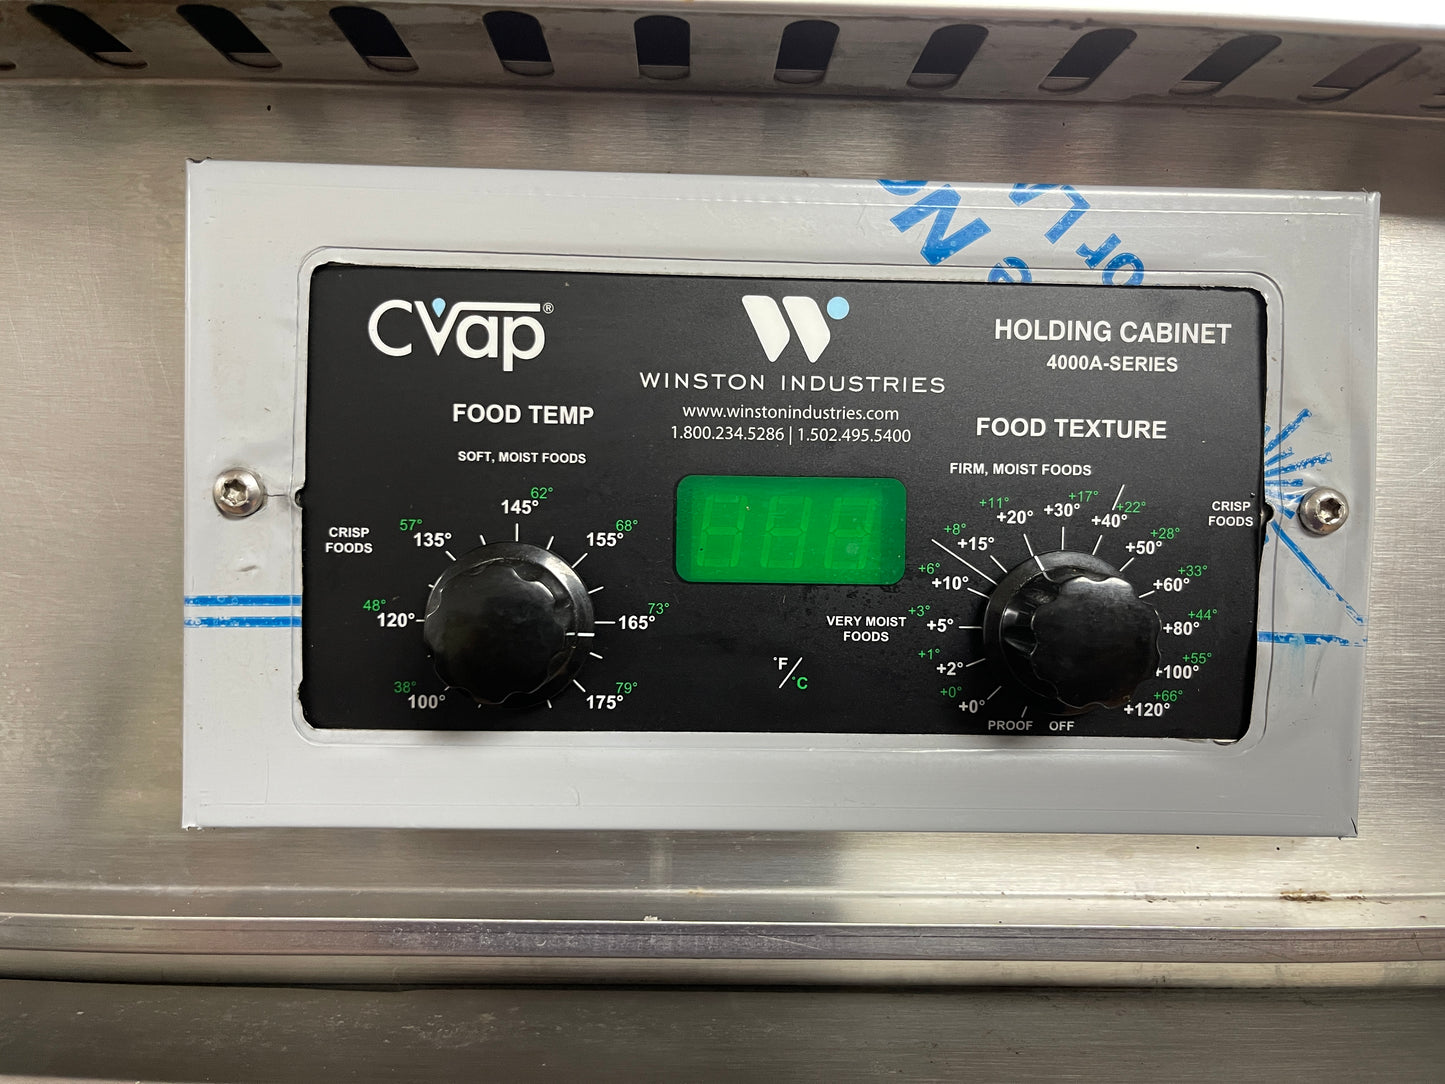 No
or LA
e
CVap®
WINSTON INDUSTRIES
www.winstonindustries.com
1.800.234.5286 | 1.502.495.5400
HOLDING CABINET
4000A-SERIES
FOOD TEMP
SOFT, MOIST FOODS
CRISP
FOODS
38°
100°
48°
120°
57°
135°
62°
145°
68°
155°
73°
165°
79°
175°
°F/°C
FOOD TEXTURE
FIRM, MOIST FOODS
CRISP
FOODS
VERY MOIST
FOODS
PROOF
+0°
+0°
+1°
+2°
+3°
+5°
+6°
+10°
+8°
+15°
+11°
+20°
+17°
+30°
+22°
+40°
+28°
+50°
+33°
+60°
+44°
+80°
+55°
+100°
+66°
+120°
OFF